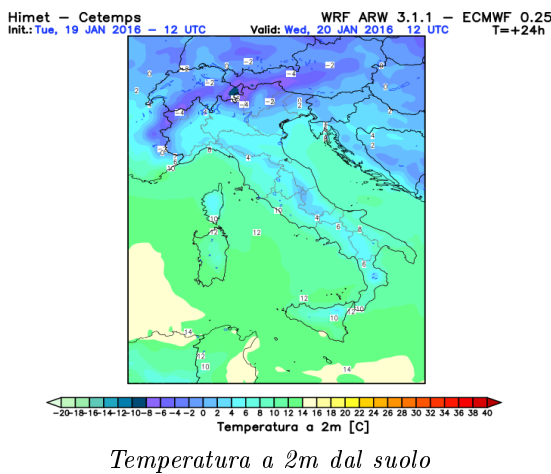 Himet – Cetemps WRF ARW 3.1.1 – ECMWF 0.25
Init.: Tue, 19 JAN 2016 – 12 UTC Valid: Wed, 20 JAN 2016 12 UTC T=+24h
-20 -18 -16 -14 -12 -10 -8 -6 -4 -2 0 2 4 6 8 10 12 14 16 18 20 22 24 26 28 30 32 34 36 38 40
Temperatura a 2m [C]
Temperatura a 2m dal suolo